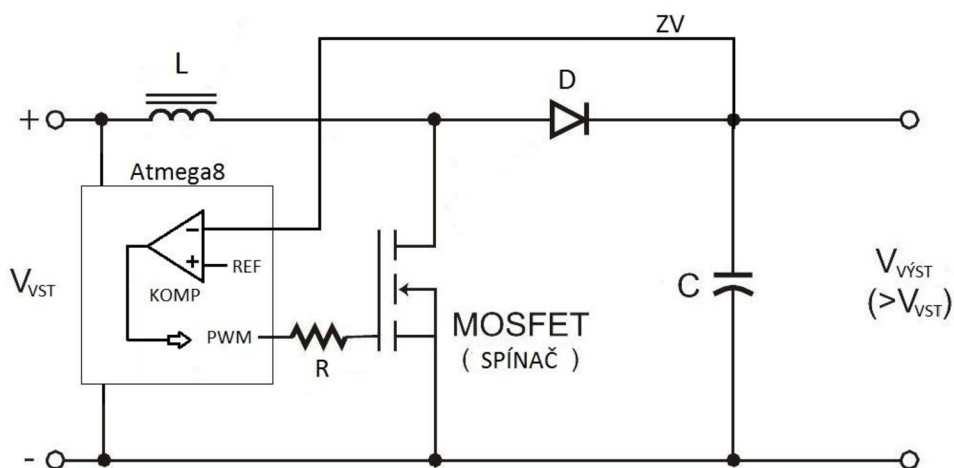 ZV
L
D
+
Atmega8
-
+
REF
KOMP
V_VST
PWM
R
MOSFET
( SPÍNAČ )
C
V_VÝST
(>V_VST)
-